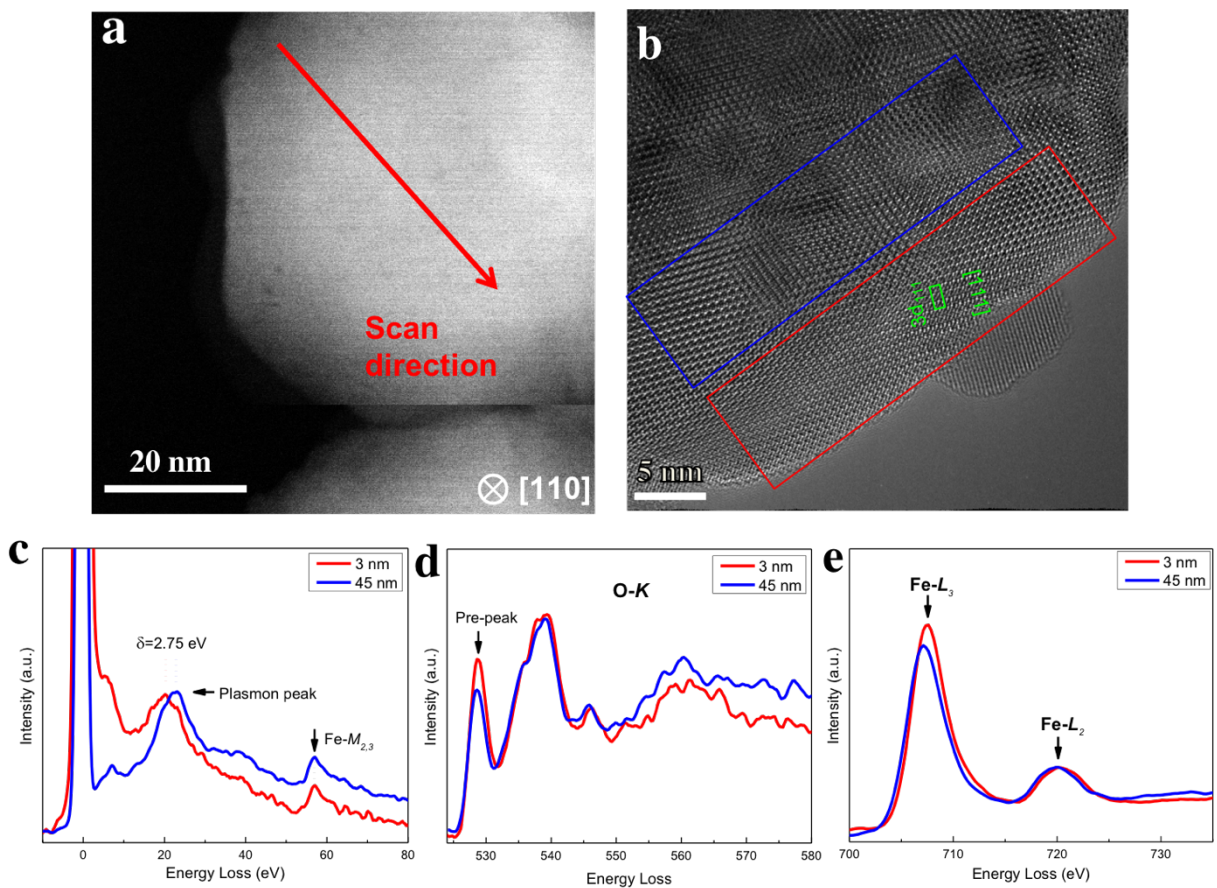 a
Scan
direction
20 nm
[110]
b
[111]
5 nm
c
3 nm
45 nm
δ=2.75 eV
Plasmon peak
Fe-M2,3
Intensity (a.u.)
0 20 40 60 80
Energy Loss (eV)
d
3 nm
45 nm
O-K
Pre-peak
Intensity (a.u.)
530 540 550 560 570 580
Energy Loss
e
3 nm
45 nm
Fe-L3
Fe-L2
Intensity (a.u.)
700 710 720 730
Energy Loss (eV)